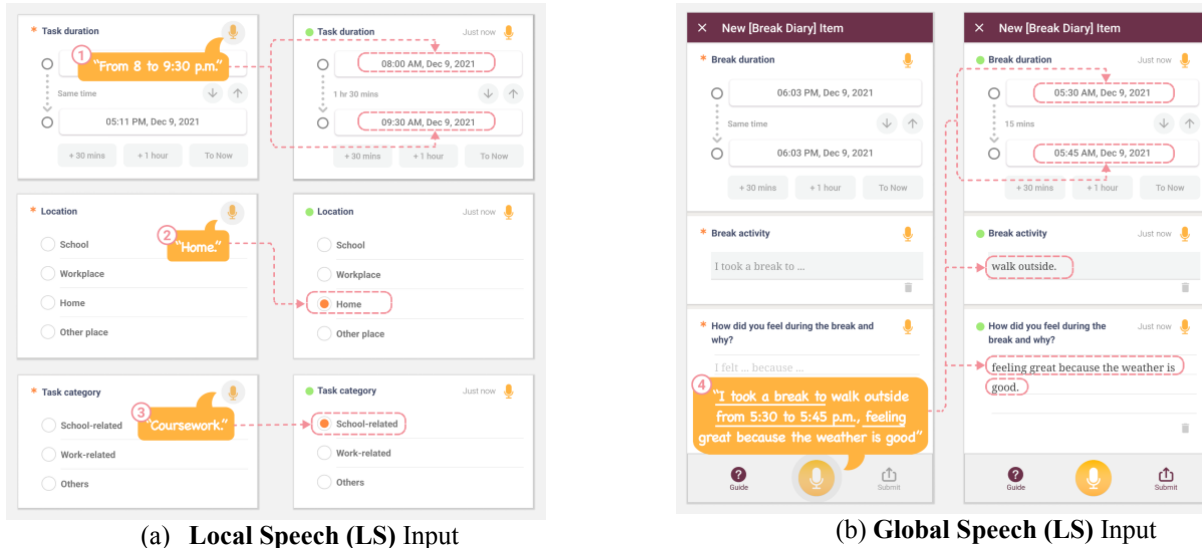 * Task duration
1 "From 8 to 9:30 p.m."
Same time
05:11 PM, Dec 9, 2021
+ 30 mins + 1 hour To Now
Task duration Just now
08:00 AM, Dec 9, 2021
1 hr 30 mins
09:30 AM, Dec 9, 2021
+ 30 mins + 1 hour To Now
* Location
2 "Home."
School
Workplace
Home
Other place
Location Just now
School
Workplace
Home
Other place
* Task category
3 "Coursework."
School-related
Work-related
Others
Task category Just now
School-related
Work-related
Others
(a) Local Speech (LS) Input
× New [Break Diary] Item
* Break duration
06:03 PM, Dec 9, 2021
Same time
06:03 PM, Dec 9, 2021
+ 30 mins + 1 hour To Now
* Break activity
I took a break to ...
* How did you feel during the break and
why?
I felt ... because ...
4 "I took a break to walk outside
from 5:30 to 5:45 p.m., feeling
great because the weather is good"
Guide Submit
× New [Break Diary] Item
Break duration Just now
05:30 AM, Dec 9, 2021
15 mins
05:45 AM, Dec 9, 2021
+ 30 mins + 1 hour To Now
Break activity Just now
walk outside.
How did you feel during the Just now
break and why?
feeling great because the weather is
good.
? Guide Submit
(b) Global Speech (LS) Input